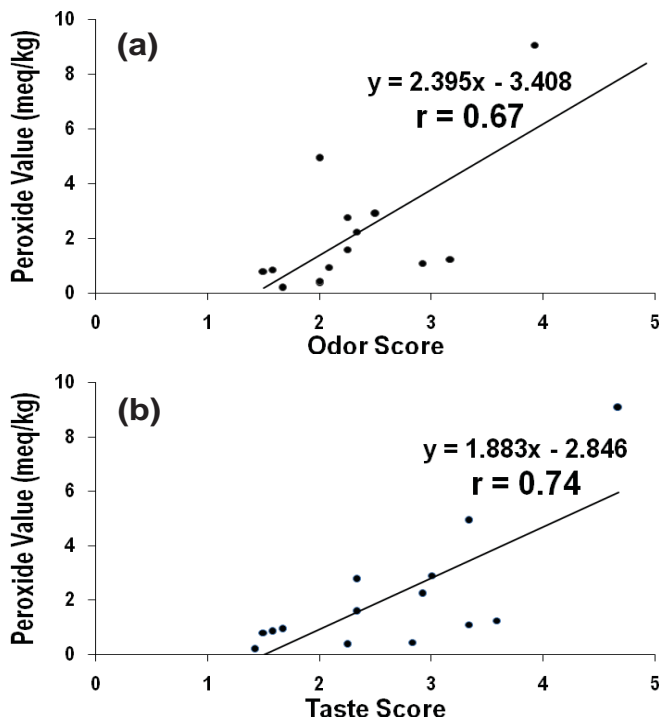 (a)
y = 2.395x - 3.408
r = 0.67
Peroxide Value (meq/kg)
10
8
6
4
2
0
0 1 2 3 4 5
Odor Score
(b)
y = 1.883x - 2.846
r = 0.74
Peroxide Value (meq/kg)
10
8
6
4
2
0
0 1 2 3 4 5
Taste Score